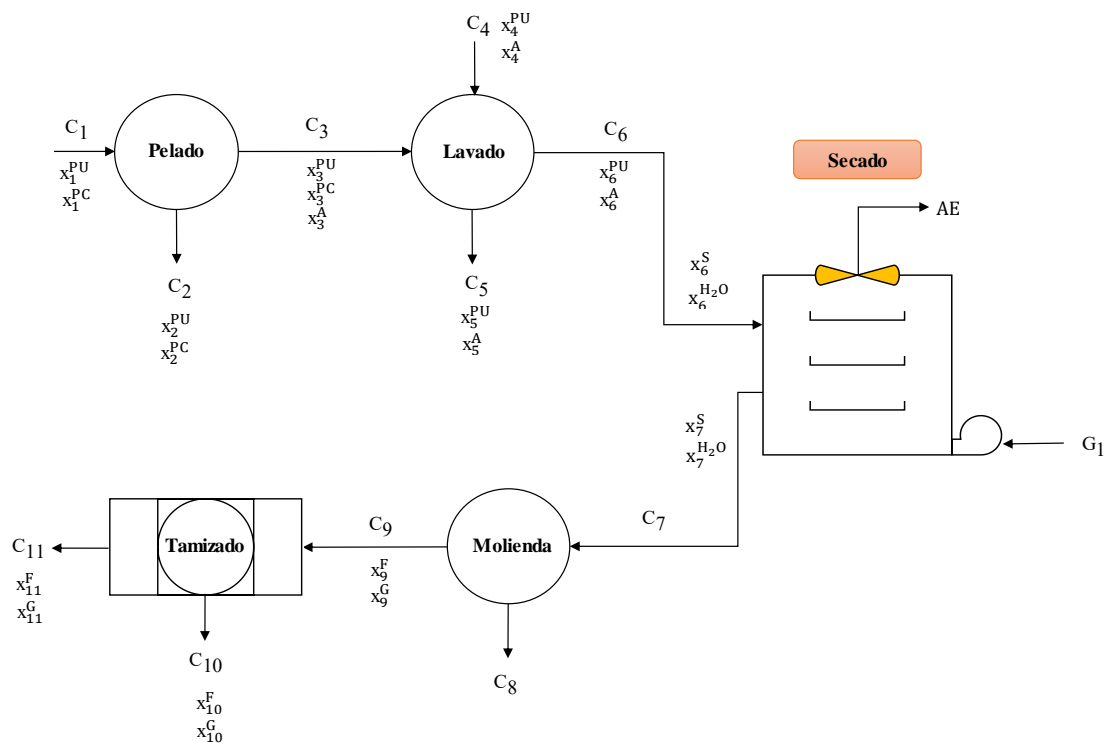 C₄ x₄ᴾᵁ
x₄ᴬ
C₁
Pelado
C₃
Lavado
C₆
Secado
x₁ᴾᵁ
x₁ᴾᶜ
x₃ᴾᵁ
x₃ᴾᶜ
x₃ᴬ
x₆ᴾᵁ
x₆ᴬ
AE
C₂
x₂ᴾᵁ
x₂ᴾᶜ
C₅
x₅ᴾᵁ
x₅ᴬ
x₆ˢ
x₆ᴴ²ᴼ
x₇ˢ
x₇ᴴ²ᴼ
G₁
C₁₁
x₁₁ᶠ
x₁₁ᴳ
Tamizado
C₉
x₉ᶠ
x₉ᴳ
Molienda
C₇
C₁₀
x₁₀ᶠ
x₁₀ᴳ
C₈